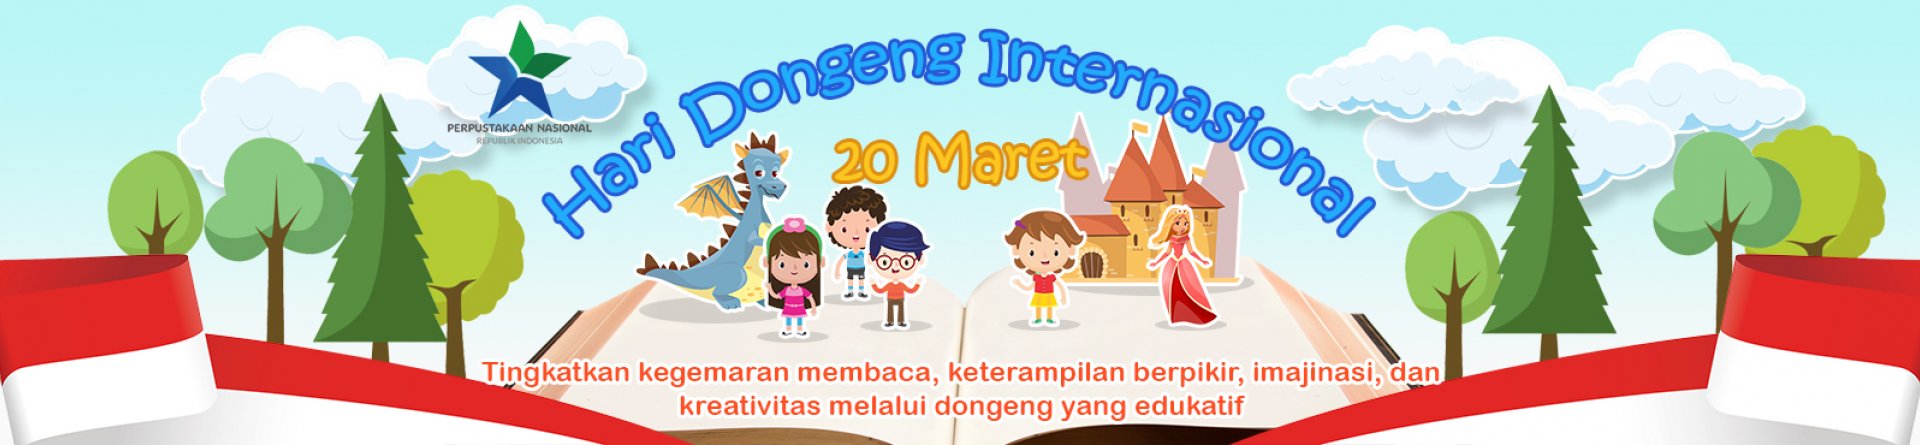 PERPUSTAKAAN NASIONAL
REPUBLIK INDONESIA
Hari Dongeng Internasional
20 Maret
Tingkatkan kegemaran membaca, keterampilan berpikir, imajinasi, dan
kreativitas melalui dongeng yang edukatif